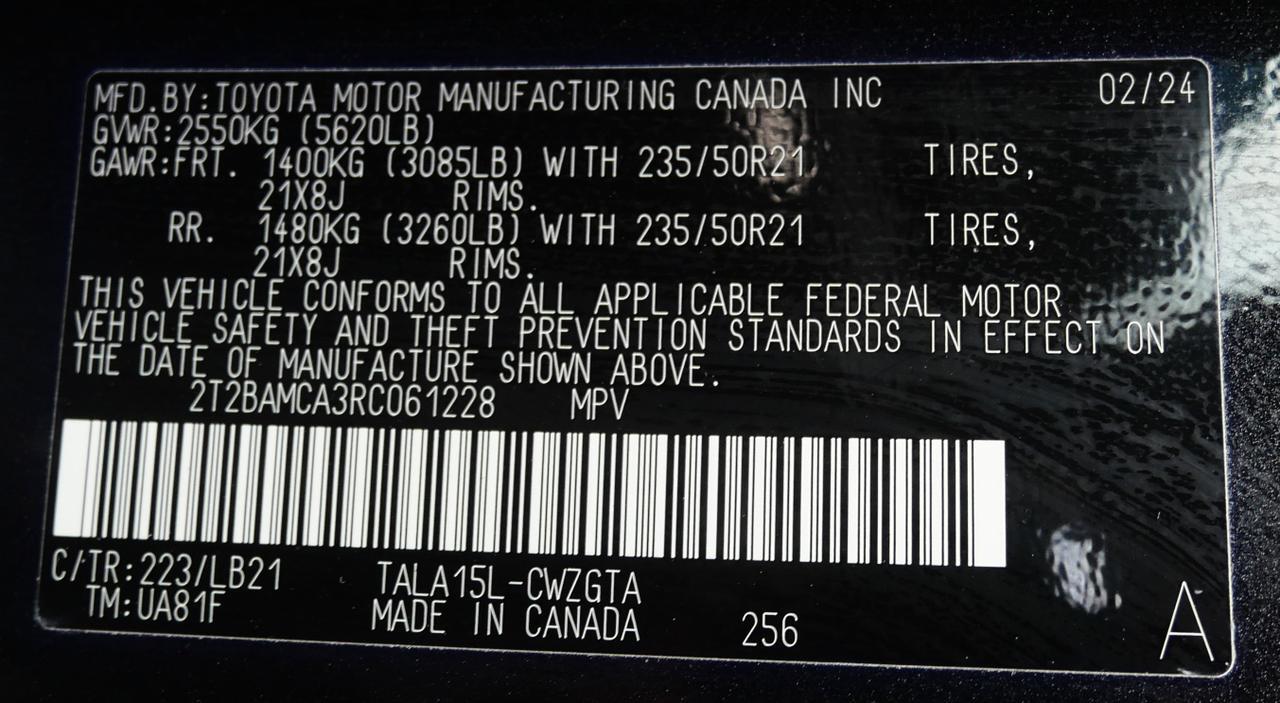 MFD.BY:TOYOTA MOTOR MANUFACTURING CANADA INC 02/24
GVWR:2550KG (5620LB)
GAWR:FRT. 1400KG (3085LB) WITH 235/50R21 TIRES,
21X8J RIMS.
RR. 1480KG (3260LB) WITH 235/50R21 TIRES,
21X8J RIMS.
THIS VEHICLE CONFORMS TO ALL APPLICABLE FEDERAL MOTOR
VEHICLE SAFETY AND THEFT PREVENTION STANDARDS IN EFFECT ON
THE DATE OF MANUFACTURE SHOWN ABOVE.
2T2BAMCA3RC061228 MPV
C/TR:223/LB21 TALA15L-CWZGTA
TM:UA81F MADE IN CANADA 256 A